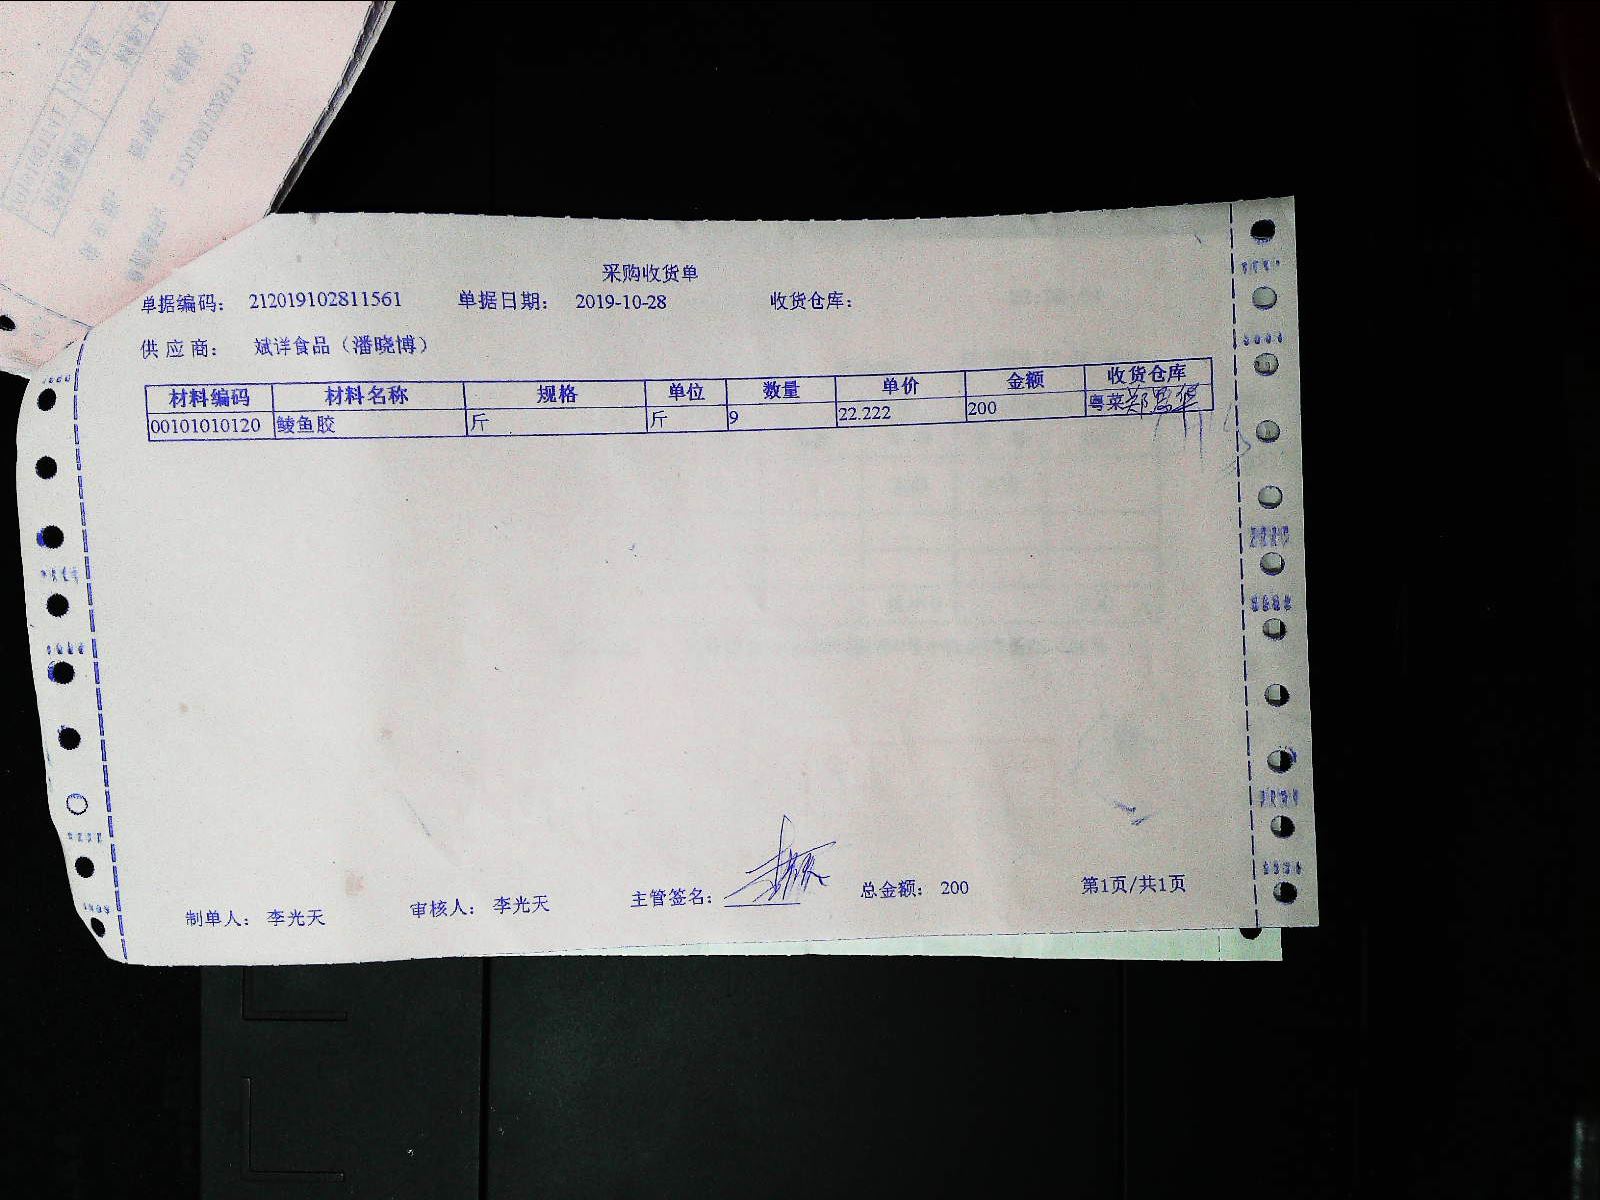 采购收货单
单据编码： 212019102811561 单据日期： 2019-10-28 收货仓库：
供 应 商： 斌洋食品（潘晓博）
材料编码 材料名称 规格 单位 数量 单价 金额 收货仓库
00101010120 鲮鱼胶 斤 斤 9 22.222 200 粤菜
制单人： 李光天 审核人： 李光天 主管签名： 总金额： 200 第1页/共1页